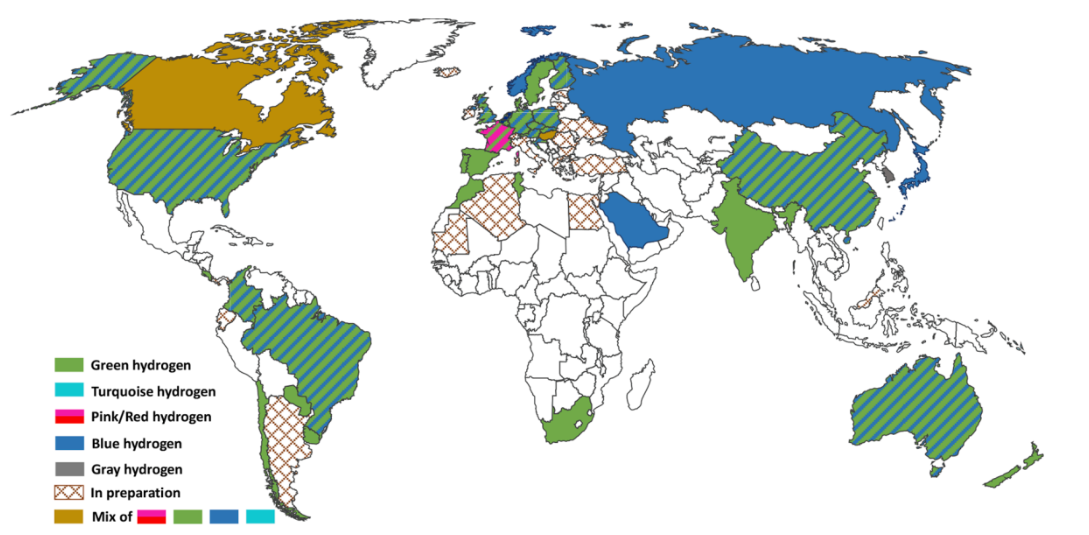 Green hydrogen
Turquoise hydrogen
Pink/Red hydrogen
Blue hydrogen
Gray hydrogen
In preparation
Mix of